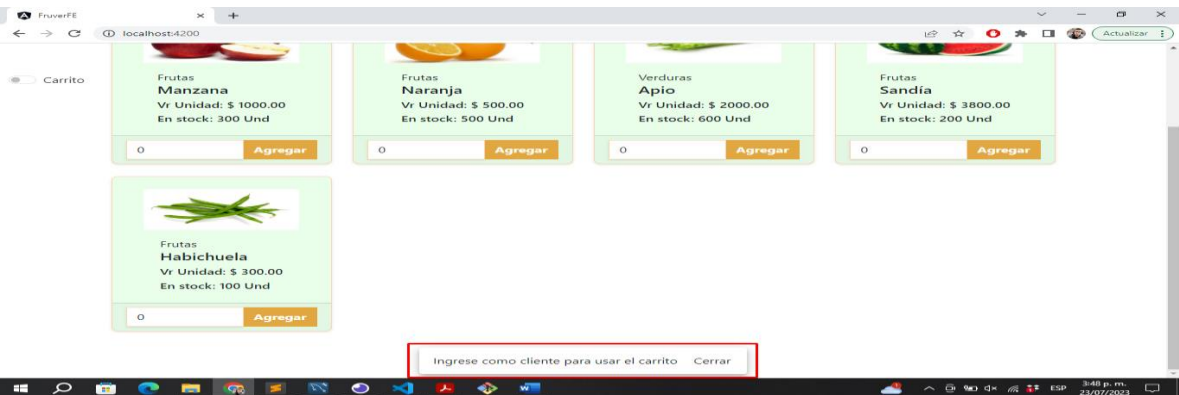 FruverFE
localhost:4200
Actualizar
Carrito
Frutas
Manzana
Vr Unidad: $ 1000.00
En stock: 300 Und
0 Agregar
Frutas
Naranja
Vr Unidad: $ 500.00
En stock: 500 Und
0 Agregar
Verduras
Apio
Vr Unidad: $ 2000.00
En stock: 600 Und
0 Agregar
Frutas
Sandía
Vr Unidad: $ 3800.00
En stock: 200 Und
0 Agregar
Frutas
Habichuela
Vr Unidad: $ 300.00
En stock: 100 Und
0 Agregar
Ingrese como cliente para usar el carrito Cerrar
ESP
3:48 p. m.
23/07/2023